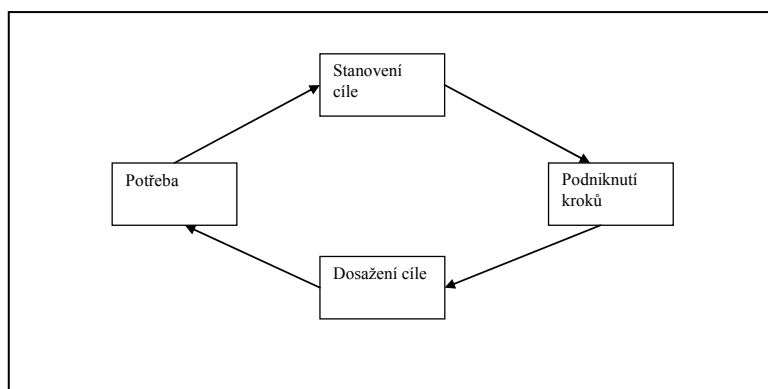 Stanovení
cíle
Potřeba
Podniknutí
kroků
Dosažení cíle